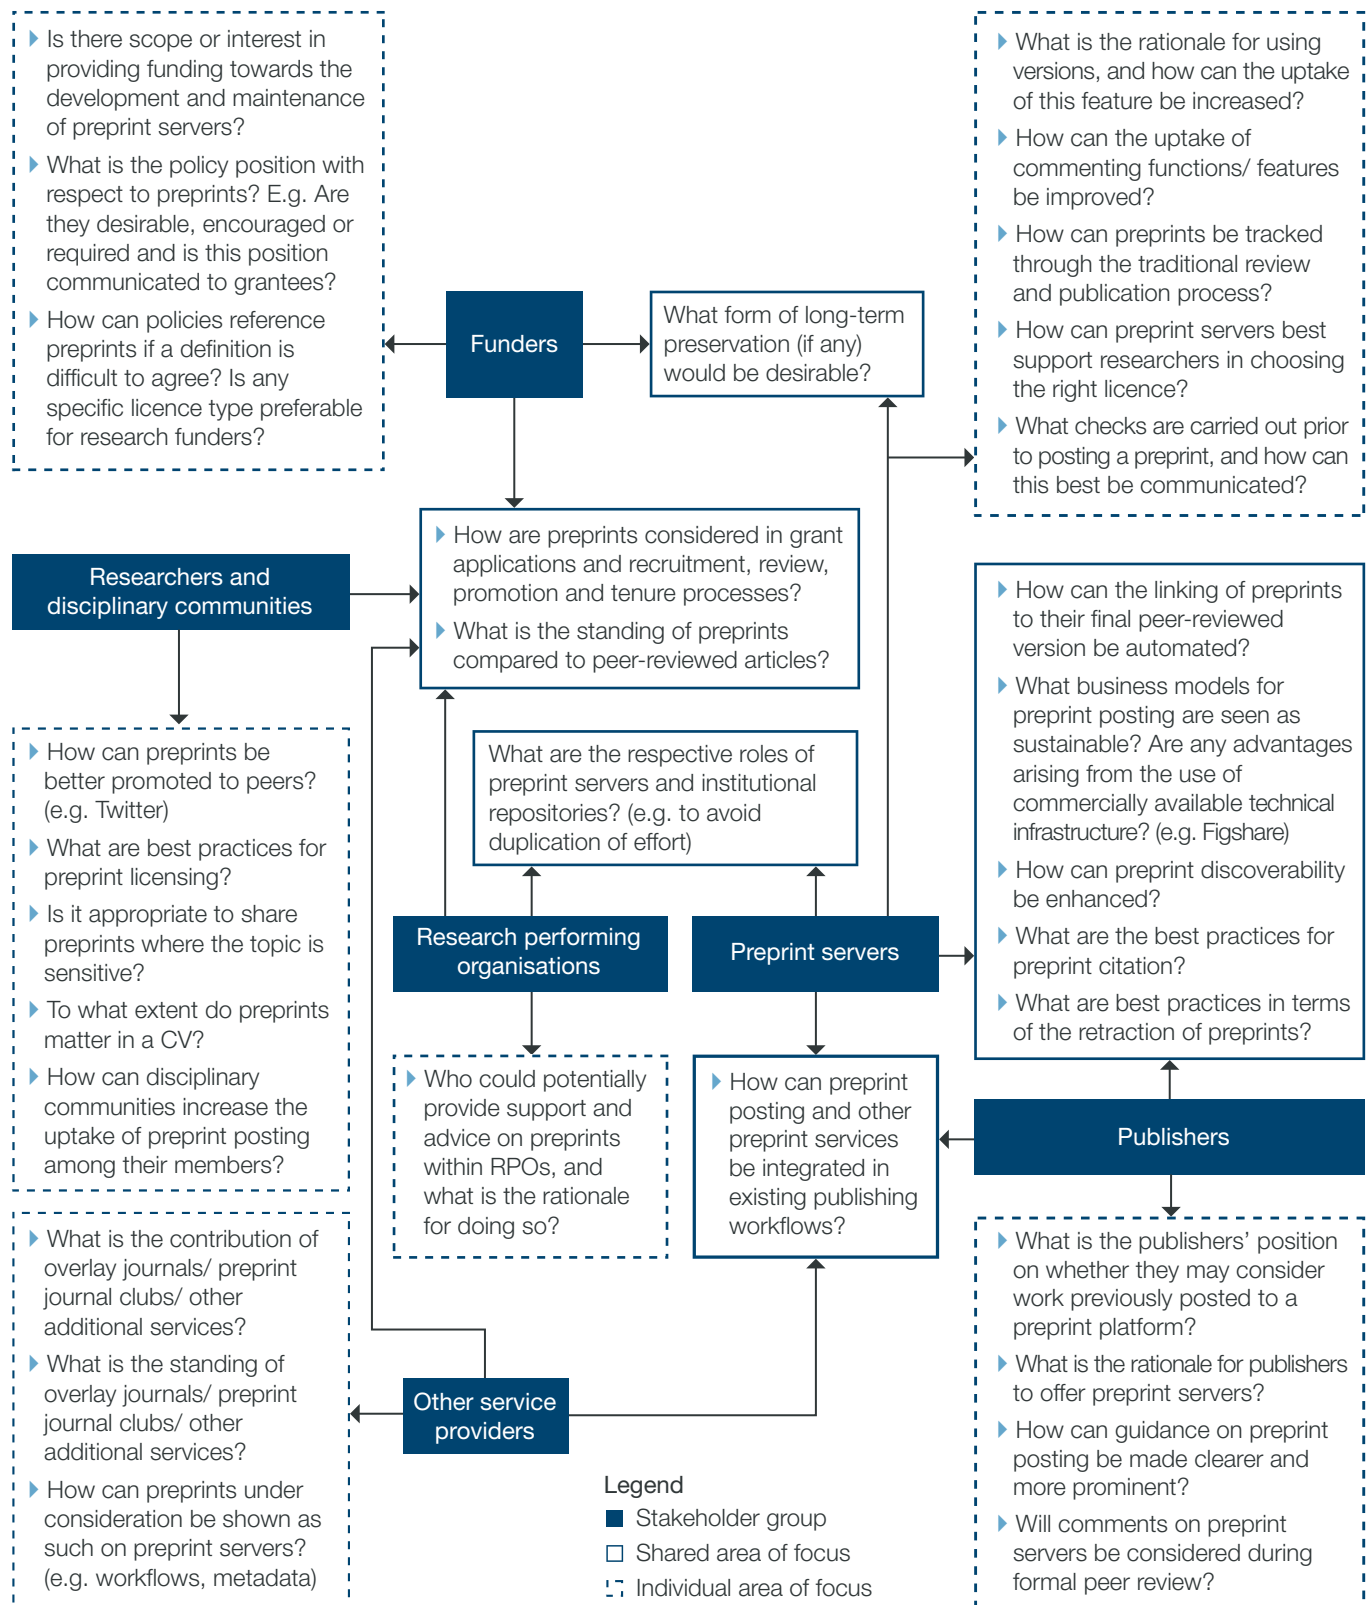 Is there scope or interest in
providing funding towards the
development and maintenance
of preprint servers?
What is the policy position with
respect to preprints? E.g. Are
they desirable, encouraged or
required and is this position
communicated to grantees?
How can policies reference
preprints if a definition is
difficult to agree? Is any
specific licence type preferable
for research funders?
Funders
What form of long-term
preservation (if any)
would be desirable?
What is the rationale for using
versions, and how can the uptake
of this feature be increased?
How can the uptake of
commenting functions/ features
be improved?
How can preprints be tracked
through the traditional review
and publication process?
How can preprint servers best
support researchers in choosing
the right licence?
What checks are carried out prior
to posting a preprint, and how can
this best be communicated?
Researchers and
disciplinary communities
How are preprints considered in grant
applications and recruitment, review,
promotion and tenure processes?
What is the standing of preprints
compared to peer-reviewed articles?
How can the linking of preprints
to their final peer-reviewed
version be automated?
What business models for
preprint posting are seen as
sustainable? Are any advantages
arising from the use of
commercially available technical
infrastructure? (e.g. Figshare)
How can preprint discoverability
be enhanced?
What are the best practices for
preprint citation?
What are best practices in terms
of the retraction of preprints?
How can preprints be
better promoted to peers?
(e.g. Twitter)
What are best practices for
preprint licensing?
Is it appropriate to share
preprints where the topic is
sensitive?
To what extent do preprints
matter in a CV?
How can disciplinary
communities increase the
uptake of preprint posting
among their members?
What are the respective roles of
preprint servers and institutional
repositories? (e.g. to avoid
duplication of effort)
Research performing
organisations
Preprint servers
Who could potentially
provide support and
advice on preprints
within RPOs, and
what is the rationale
for doing so?
How can preprint
posting and other
preprint services
be integrated in
existing publishing
workflows?
Publishers
What is the contribution of
overlay journals/ preprint
journal clubs/ other
additional services?
What is the standing of
overlay journals/ preprint
journal clubs/ other
additional services?
How can preprints under
consideration be shown as
such on preprint servers?
(e.g. workflows, metadata)
Other service
providers
What is the publishers’ position
on whether they may consider
work previously posted to a
preprint platform?
What is the rationale for publishers
to offer preprint servers?
How can guidance on preprint
posting be made clearer and
more prominent?
Will comments on preprint
servers be considered during
formal peer review?
Legend
Stakeholder group
Shared area of focus
Individual area of focus